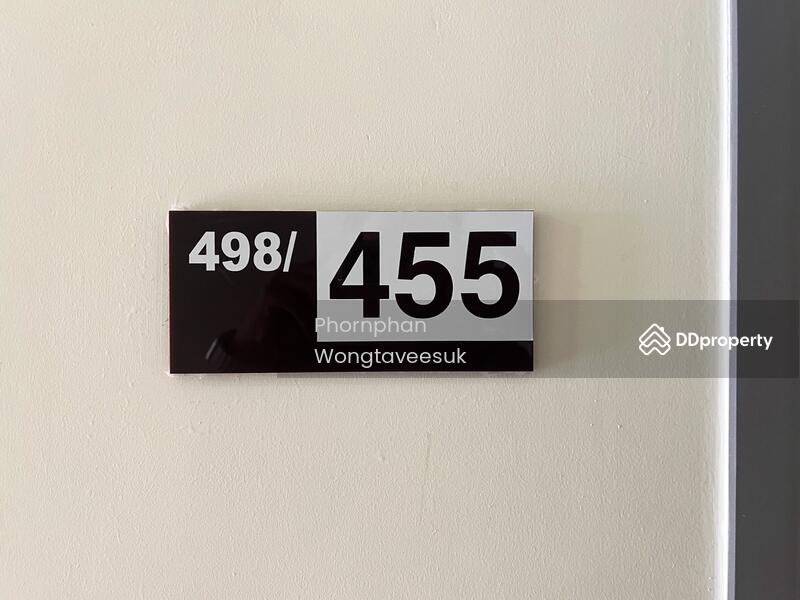 498/ 455
Phornphan
Wongtaveesuk
DDproperty